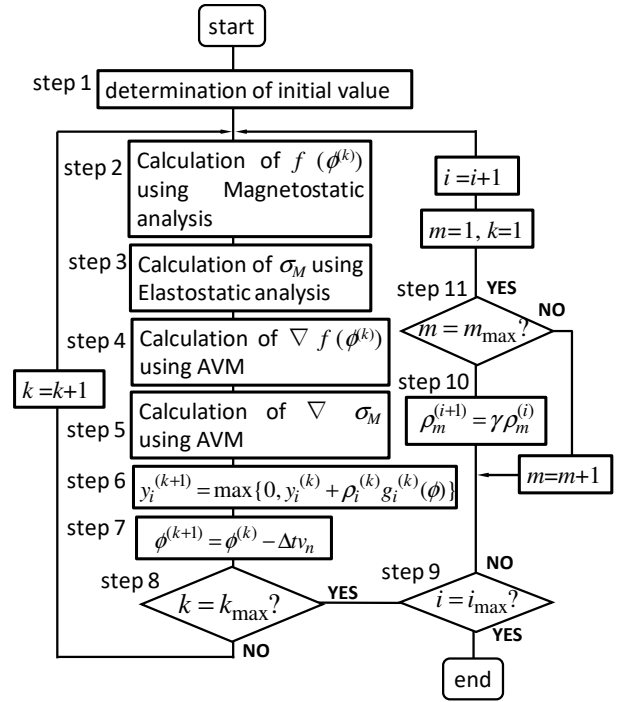 start
step 1
determination of initial value
step 2
Calculation of f (ϕ^(k))
using Magnetostatic
analysis
step 3
Calculation of σ_M using
Elastostatic analysis
step 4
Calculation of ∇ f(ϕ^(k))
using AVM
k =k+1
step 5
Calculation of ∇ σ_M
using AVM
step 6
y_i^(k+1) = max{0, y_i^(k) + ρ_i^(k) g_i^(k)(ϕ)}
step 7
ϕ^(k+1) = ϕ^(k) − Δtv_n
step 8
k = k_max?
YES
NO
step 9
i = i_max?
NO
YES
end
step 10
ρ_m^(i+1) = γρ_m^(i)
m=m+1
step 11
m = m_max?
YES
NO
m=1, k=1
i =i+1